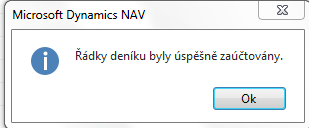 Microsoft Dynamics NAV
Řádky deníku byly úspěšně zaúčtovány.
Ok